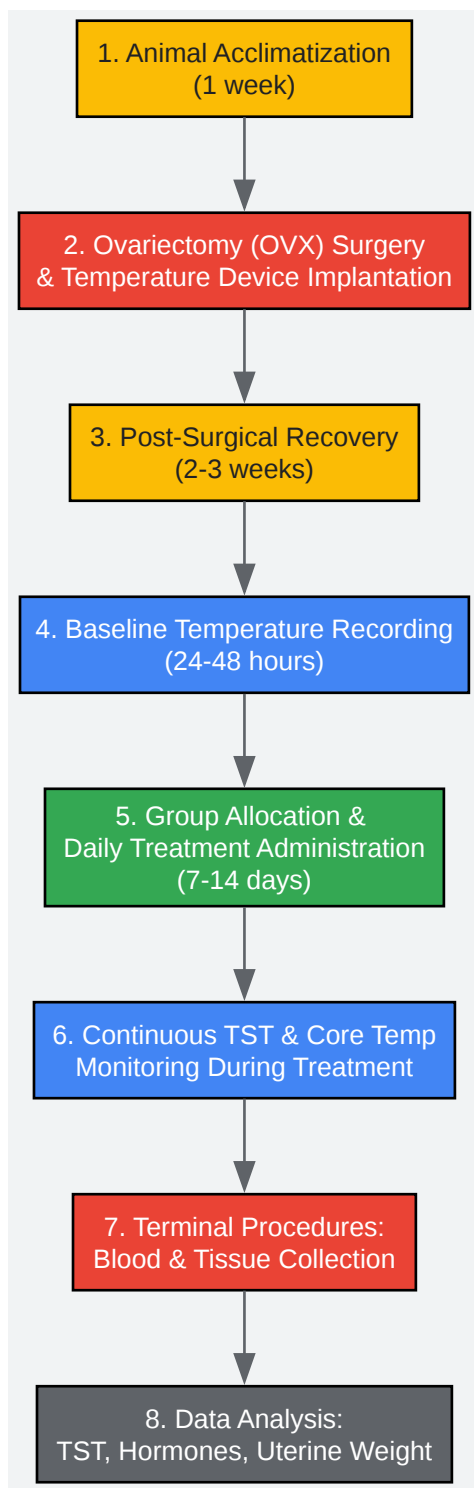 1. Animal Acclimatization
(1 week)
2. Ovariectomy (OVX) Surgery
& Temperature Device Implantation
3. Post-Surgical Recovery
(2-3 weeks)
4. Baseline Temperature Recording
(24-48 hours)
5. Group Allocation &
Daily Treatment Administration
(7-14 days)
6. Continuous TST & Core Temp
Monitoring During Treatment
7. Terminal Procedures:
Blood & Tissue Collection
8. Data Analysis:
TST, Hormones, Uterine Weight